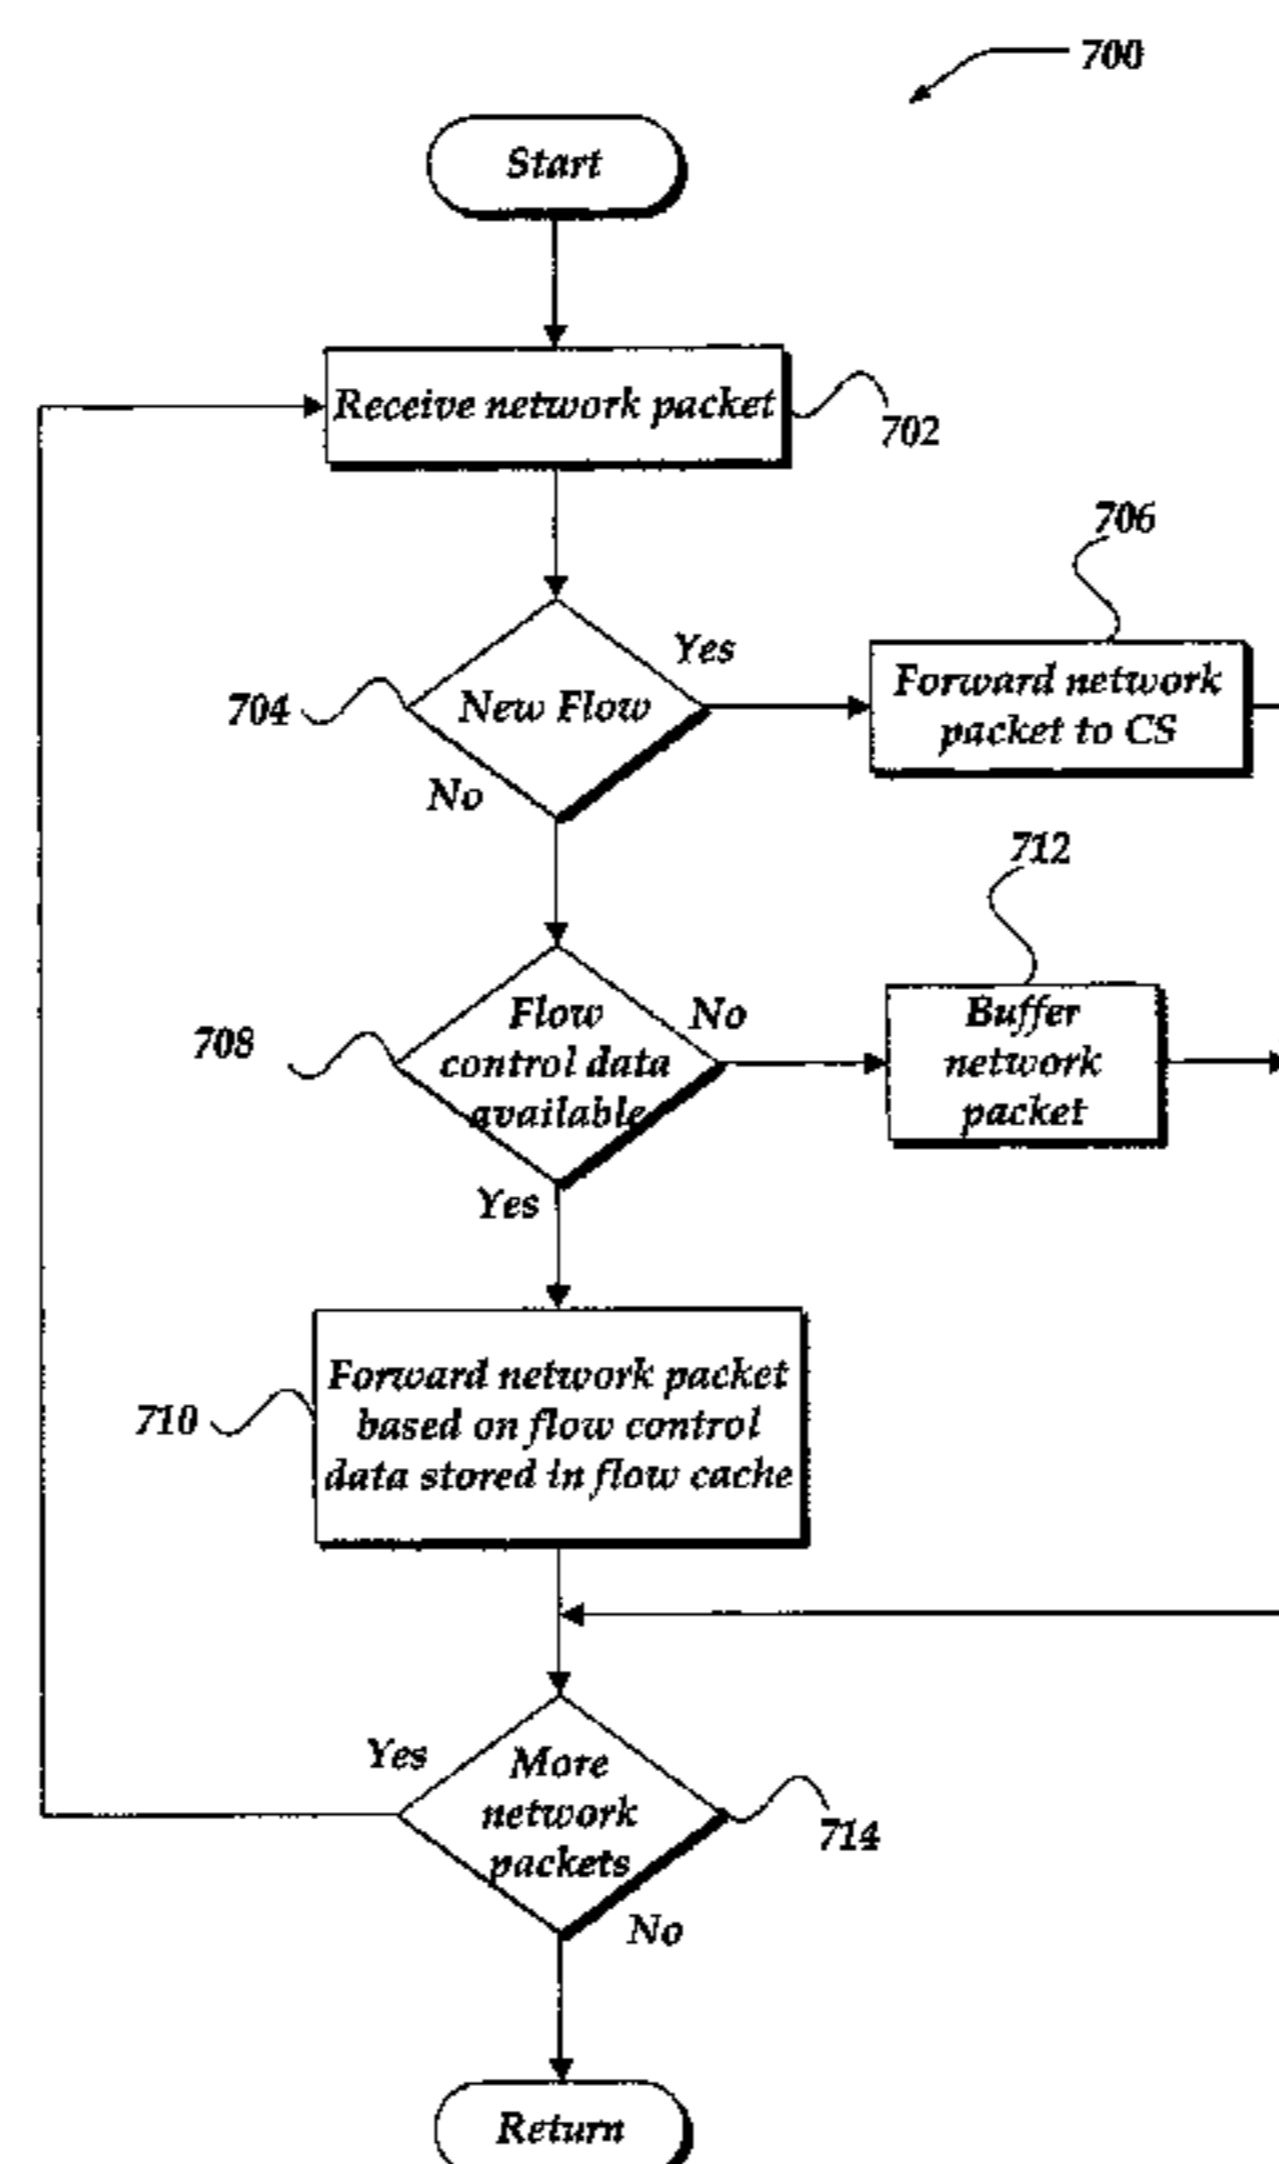 700
Start
Receive network packet
702
706
Yes
Forward network
packet to CS
704
New Flow
No
712
Flow
control data
available
708
No
Buffer
network
packet
Yes
Forward network packet
based on flow control
data stored in flow cache
710
Yes
More
network
packets
714
No
Return